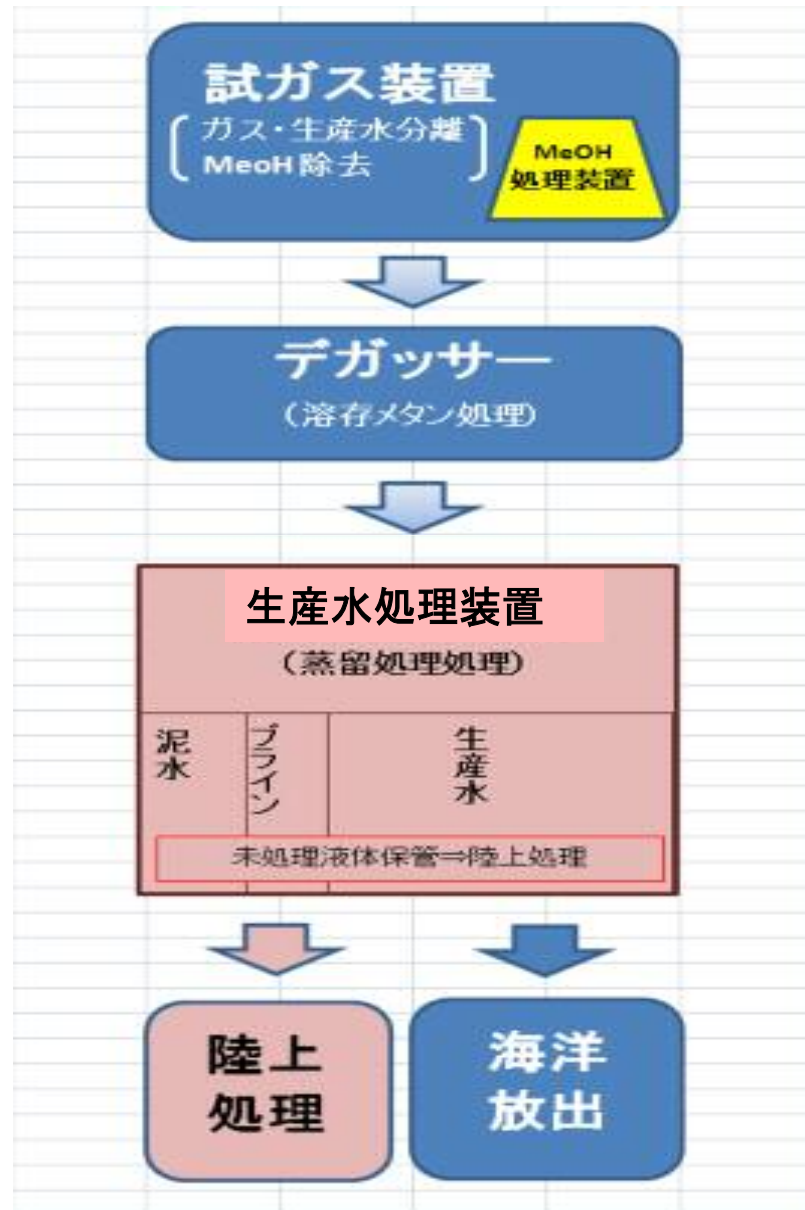 試ガス装置
ガス・生産水分離
MeoH除去
MeOH
処理装置
デガッサー
(溶存メタン処理)
生産水処理装置
(蒸留処理処理)
泥水
ブライン
生産水
未処理液体保管⇒陸上処理
陸上
処理
海洋
放出